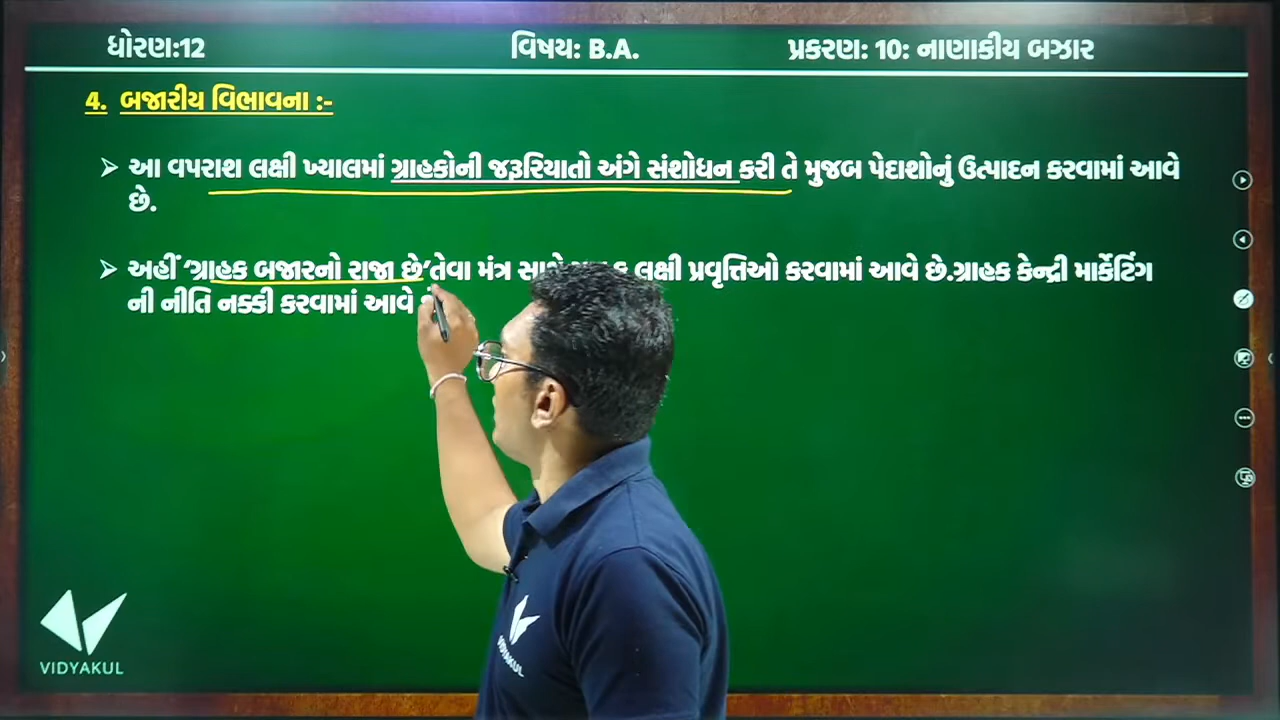 ધોરણ:12 વિષય: B.A. પ્રકરણ: 10: નાણાકીય બઝાર
4. બજારીય વિભાવના :-
➢ આ વપરાશ લક્ષી ખ્યાલમાં ગ્રાહકોની જરૂરિયાતો અંગે સંશોધન કરી તે મુજબ પેદાશોનું ઉત્પાદન કરવામાં આવે
છે.
➢ અહીં ‘ગ્રાહક બજારનો રાજા છે’તેવા મંત્ર લક્ષી પ્રવૃત્તિઓ કરવામાં આવે છે.ગ્રાહક કેન્દ્રી માર્કેટિંગ
ની નીતિ નક્કી કરવામાં આવે
VIDYAKUL
VIDYAKUL